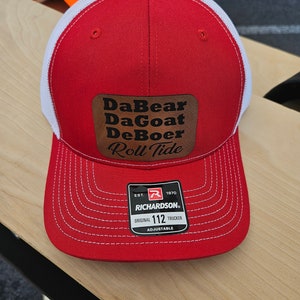 DaBear
DaGoat
DeBoer
Roll Tide
EST. R 1970
RICHARDSON
ORIGINAL 112 TRUCKER
ADJUSTABLE